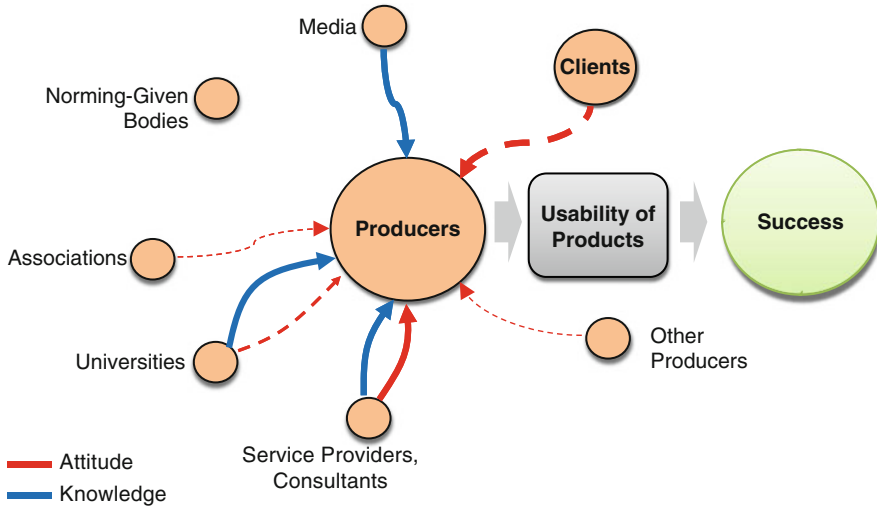 Media
Clients
Norming-Given
Bodies
Producers
Usability of
Products
Success
Associations
Universities
Other
Producers
Service Providers,
Consultants
Attitude
Knowledge